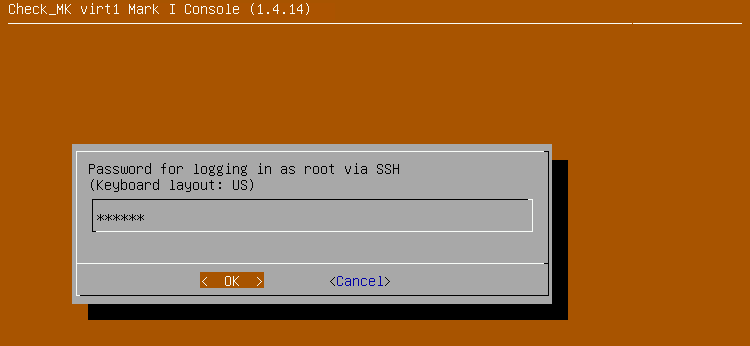 Check_MK virt1 Mark I Console (1.4.14)
Password for logging in as root via SSH
(Keyboard layout: US)
******
< OK > <Cancel>